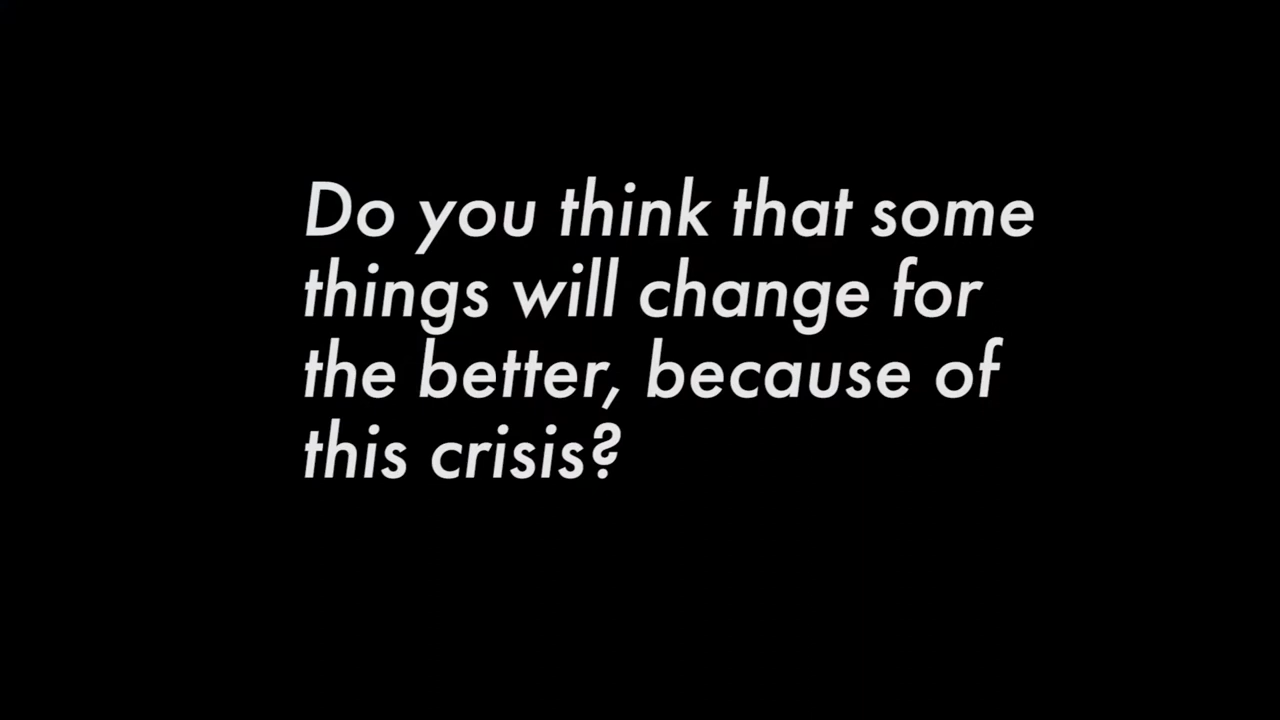 Do you think that some
things will change for
the better, because of
this crisis?